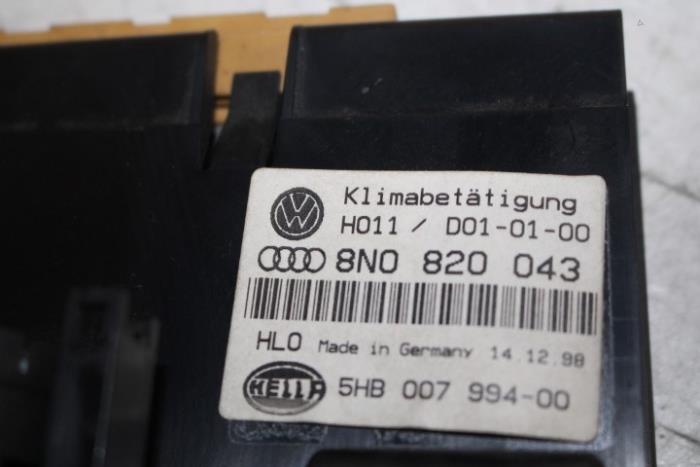 Klimabetätigung
H011 / D01-01-00
8N0 820 043
HL0 Made in Germany 14.12.98
HELLA 5HB 007 994-00